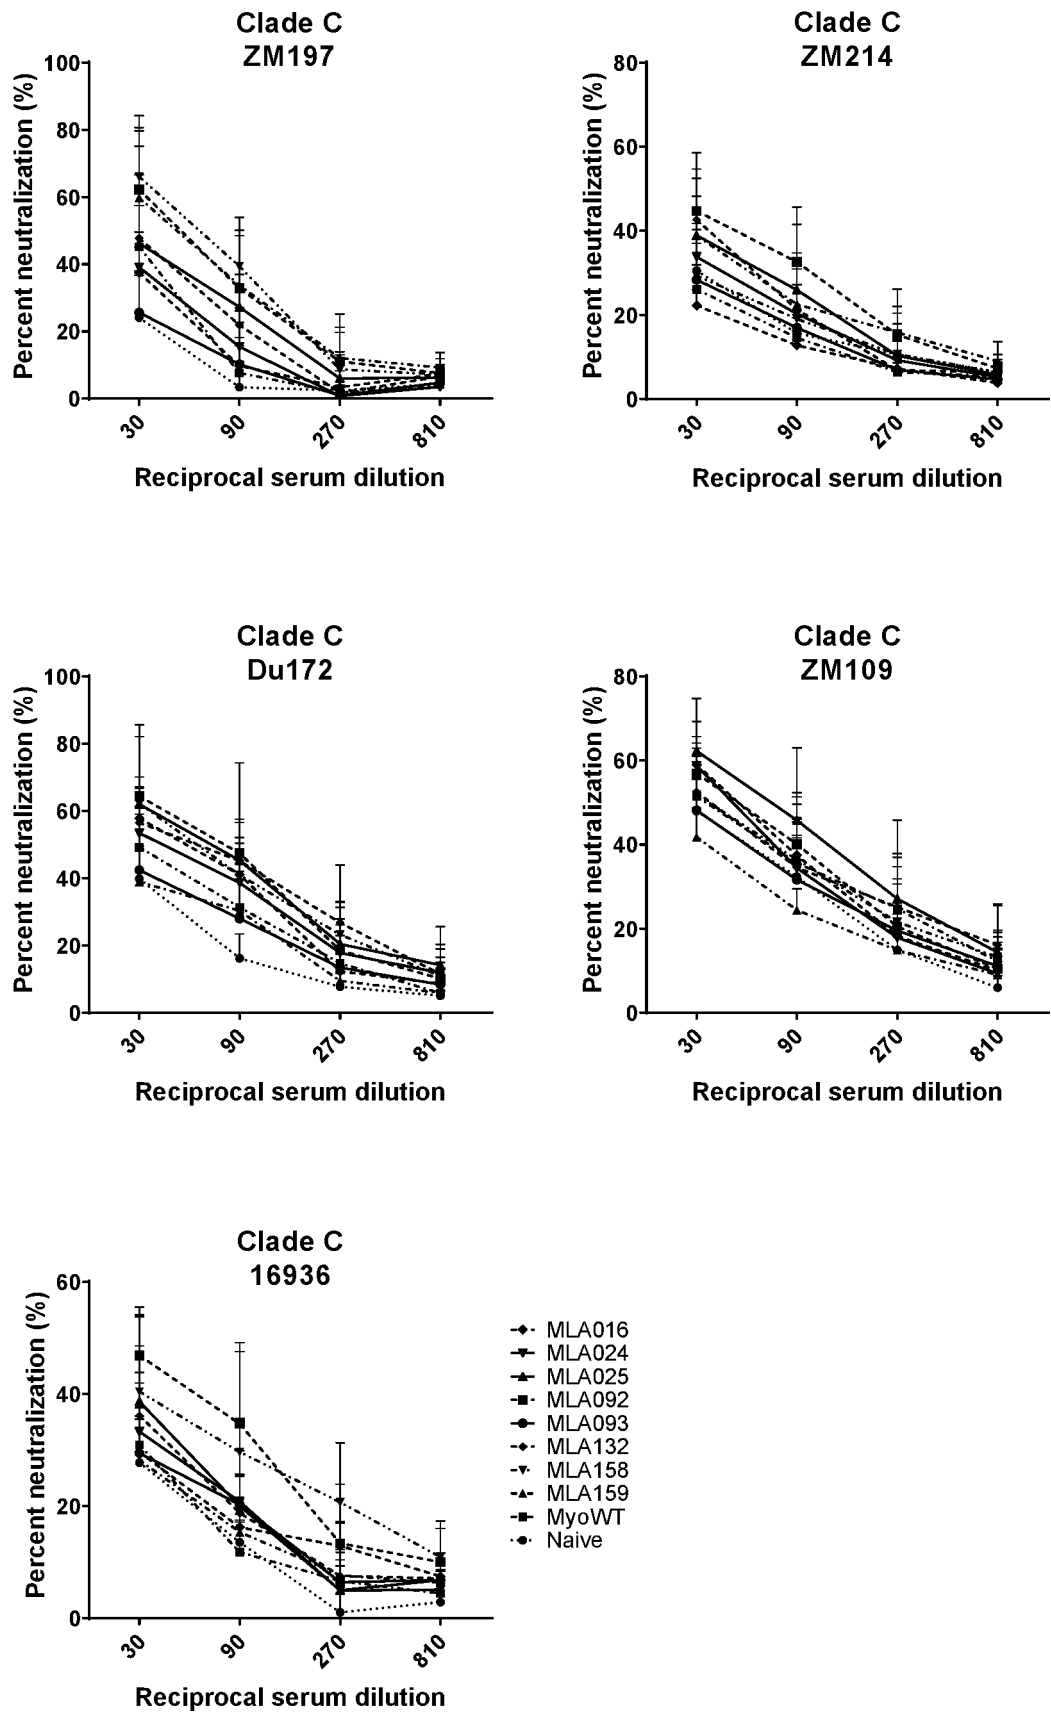 Clade C
ZM197
Percent neutralization (%)
100
80
60
40
20
0
30
90
270
810
Reciprocal serum dilution
Clade C
ZM214
Percent neutralization (%)
80
60
40
20
0
30
90
270
810
Reciprocal serum dilution
Clade C
Du172
Percent neutralization (%)
100
80
60
40
20
0
30
90
270
810
Reciprocal serum dilution
Clade C
ZM109
Percent neutralization (%)
80
60
40
20
0
30
90
270
810
Reciprocal serum dilution
Clade C
16936
Percent neutralization (%)
60
40
20
0
30
90
270
810
Reciprocal serum dilution
MLA016
MLA024
MLA025
MLA092
MLA093
MLA132
MLA158
MLA159
MyoWT
Naive